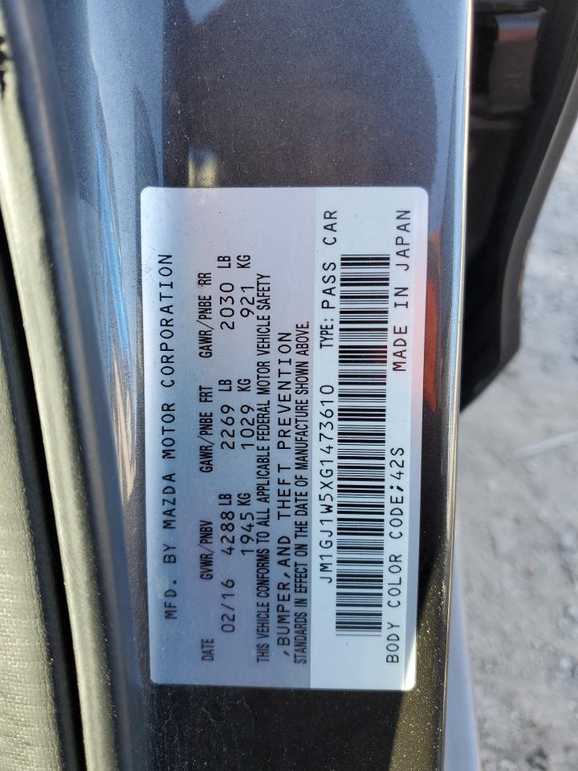 MFD. BY MAZDA MOTOR CORPORATION
DATE GVWR/PNBV GAWR/PNBE FRT GAWR/PNBE RR
02/16 4288 LB 2269 LB 2030 LB
1945 KG 1029 KG 921 KG
THIS VEHICLE CONFORMS TO ALL APPLICABLE FEDERAL MOTOR VEHICLE SAFETY
,BUMPER,AND THEFT PREVENTION
STANDARDS IN EFFECT ON THE DATE OF MANUFACTURE SHOWN ABOVE.
JM1GJ1W5XG1473610 TYPE: PASS CAR
BODY COLOR CODE;42S MADE IN JAPAN